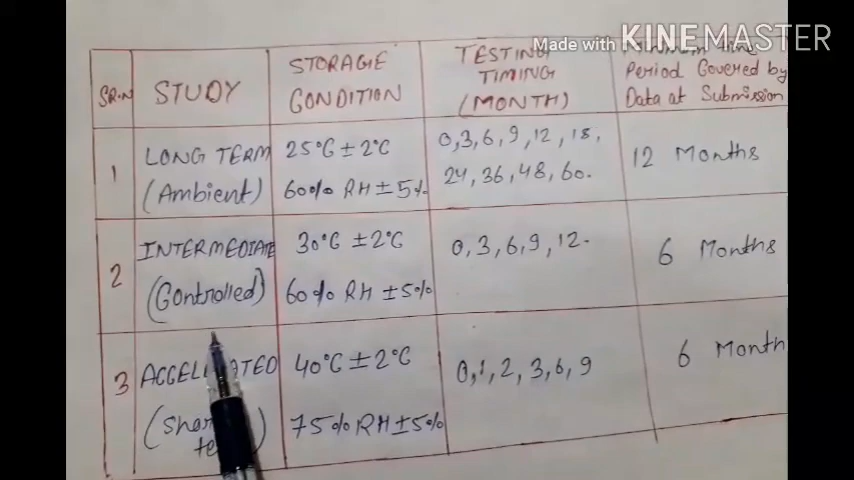 Made with KINEMASTER
SR.N
STUDY
STORAGE
CONDITION
TESTING
TIMING
(MONTH)
Period Covered by
Data at Submission
1
LONG TERM
(Ambient)
25°C ± 2°C
60% RH ± 5%
0,3,6,9,12,18,
24,36,48,60.
12 Months
2
INTERMEDIATE
(Controlled)
30°C ± 2°C
60% RH ± 5%
0,3,6,9,12.
6 Months
3
40°C ± 2°C
75% RH ± 5%
0,1,2,3,6,9
6 Month